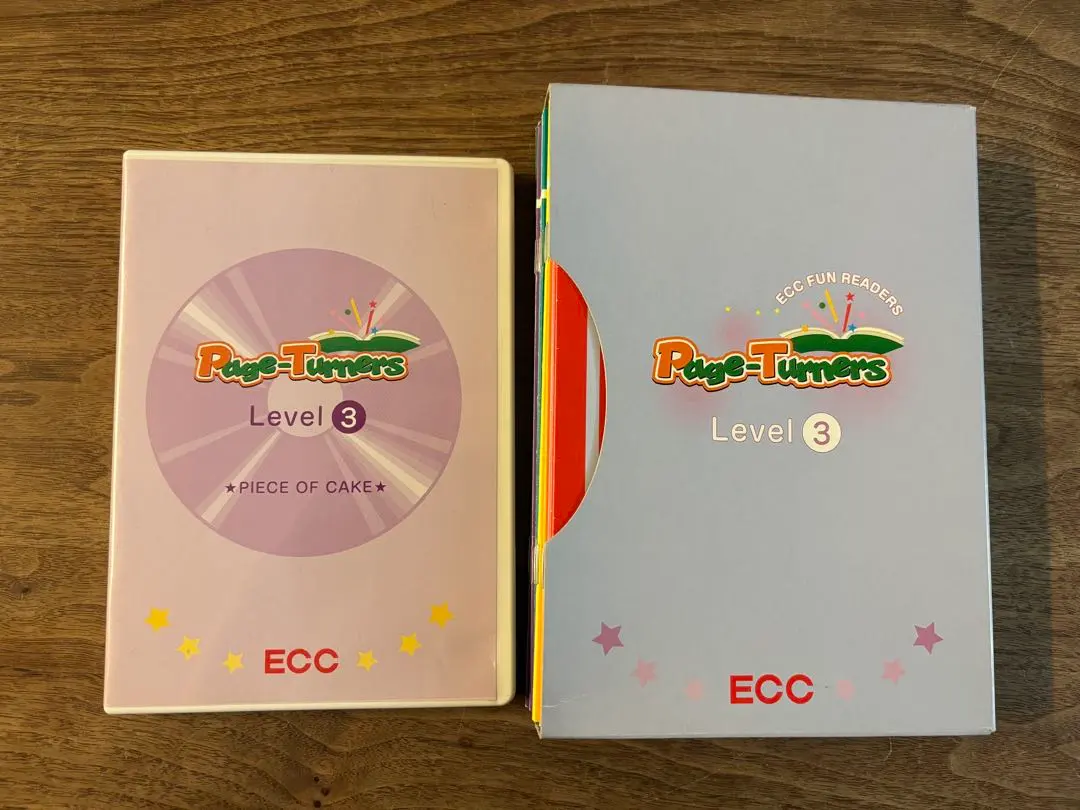 Page-Turners
Level 3
★PIECE OF CAKE★
ECC
ECC FUN READERS
Page-Turners
Level 3
ECC